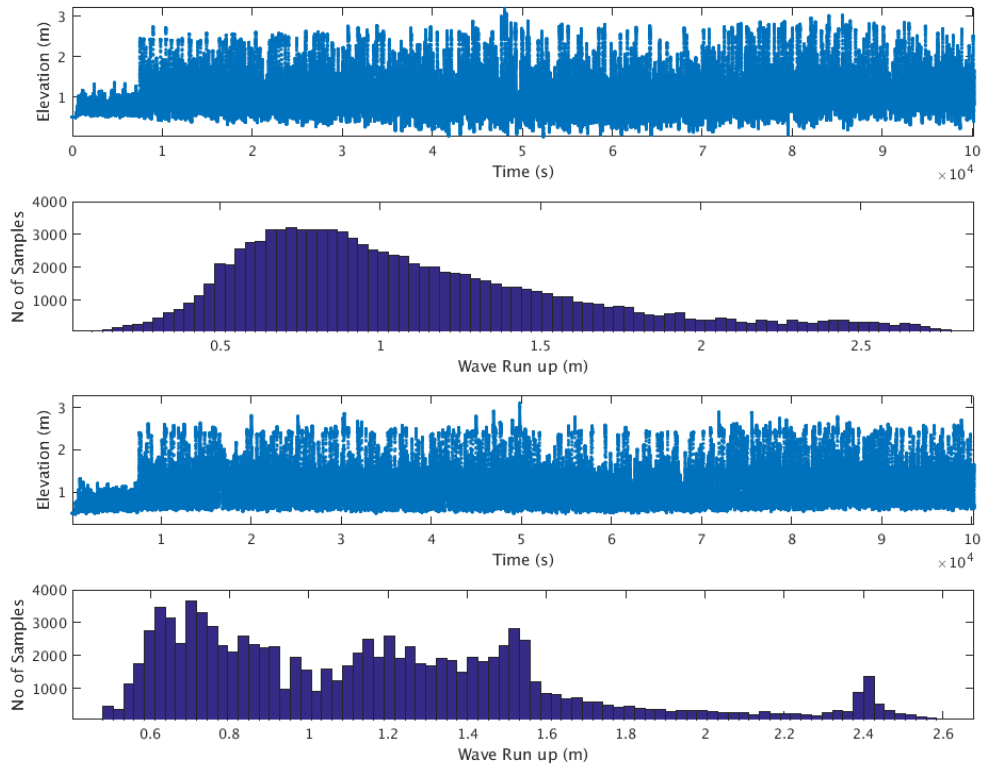 Elevation (m)
3
2
1
0 1 2 3 4 5 6 7 8 9 10
Time (s)
×10^4
No of Samples
4000
3000
2000
1000
0.5 1 1.5 2 2.5
Wave Run up (m)
Elevation (m)
3
2
1
1 2 3 4 5 6 7 8 9 10
Time (s)
×10^4
No of Samples
4000
3000
2000
1000
0.6 0.8 1 1.2 1.4 1.6 1.8 2 2.2 2.4 2.6
Wave Run up (m)